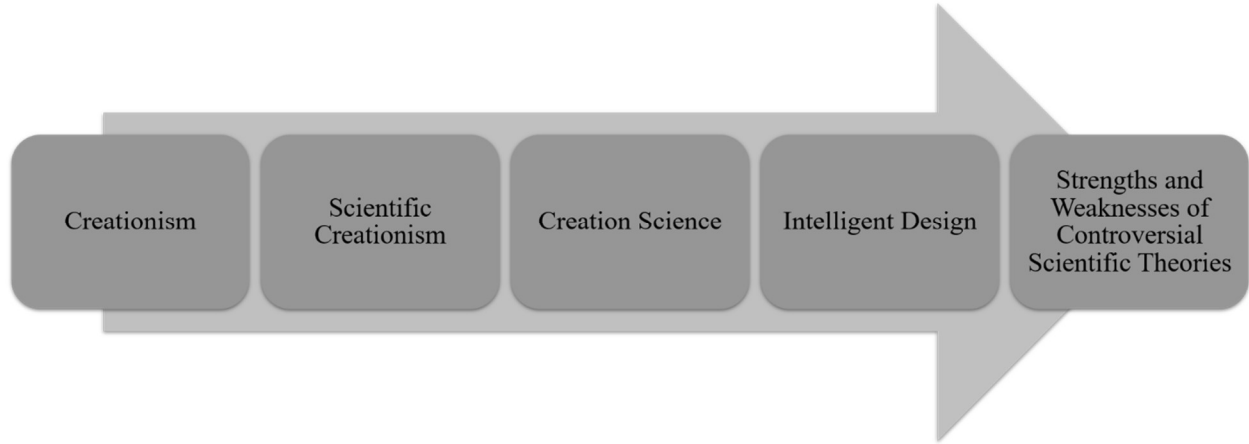 Creationism
Scientific
Creationism
Creation Science
Intelligent Design
Strengths and
Weaknesses of
Controversial
Scientific Theories